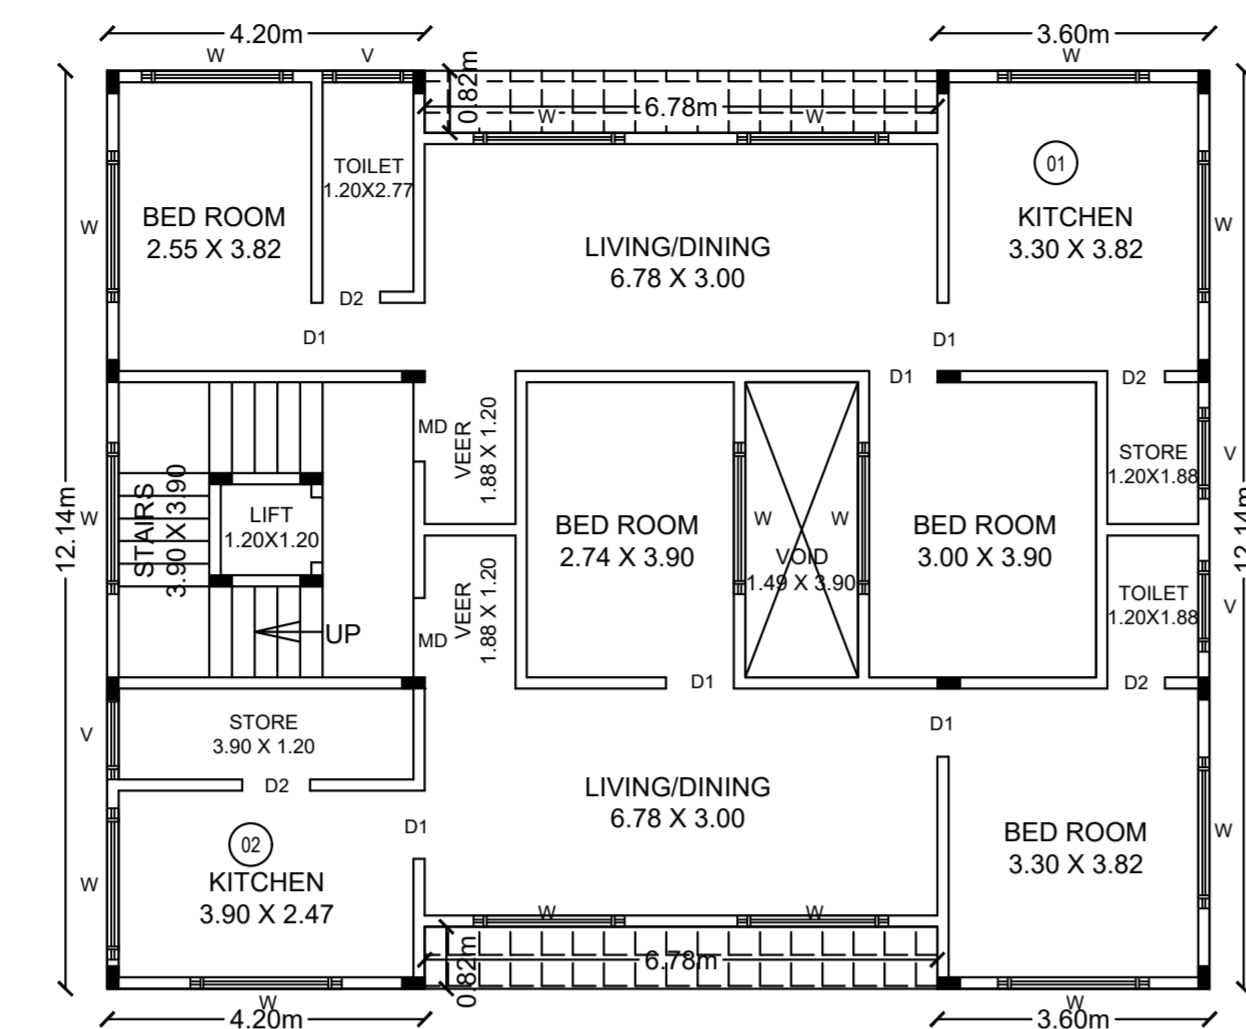 4.20m
3.60m
W
V
W
0.82m
6.78m
W
W
01
TOILET
1.20X2.77
BED ROOM
2.55 X 3.82
KITCHEN
3.30 X 3.82
W
W
LIVING/DINING
6.78 X 3.00
D2
D1
D1
D1
D2
MD
VEER
1.88 X 1.20
STORE
1.20X1.88
V
12.14m
W
STAIRS
3.90 X 3.90
LIFT
1.20X1.20
BED ROOM
2.74 X 3.90
W
W
VOID
1.49 X 3.90
BED ROOM
3.00 X 3.90
12.14m
VEER
1.88 X 1.20
TOILET
1.20X1.88
V
UP
MD
D1
D2
STORE
3.90 X 1.20
V
D1
D2
LIVING/DINING
6.78 X 3.00
D1
02
KITCHEN
3.90 X 2.47
W
BED ROOM
3.30 X 3.82
W
W
W
0.82m
6.78m
W
W
4.20m
3.60m